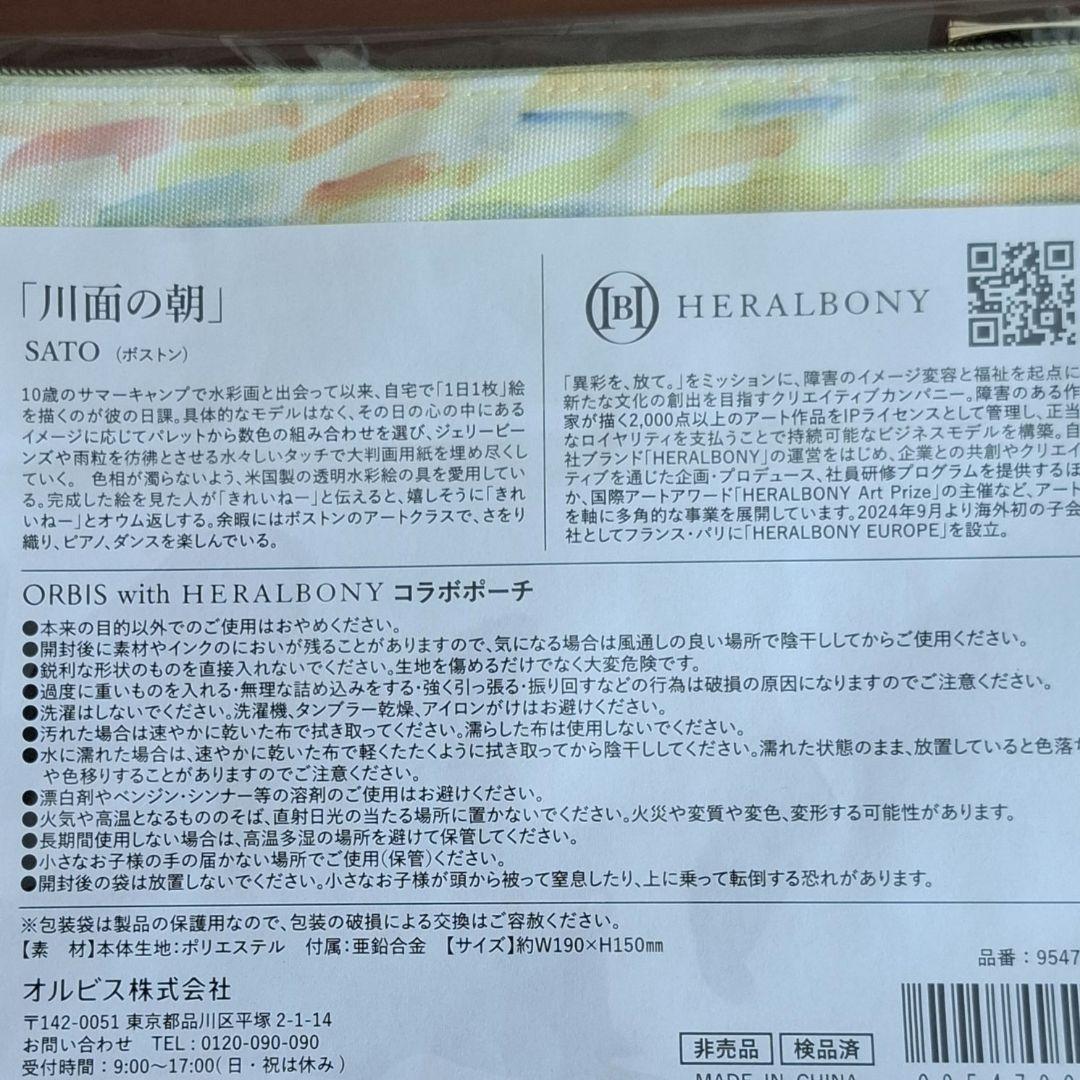 「川面の朝」
SATO (ボストン)
10歳のサマーキャンプで水彩画と出会って以来、自宅で「1日1枚」絵
を描くのが彼の日課。具体的なモデルはなく、その日の心の中にある
イメージに応じてパレットから数色の組み合わせを選び、ジェリービー
ンズや雨粒を彷彿とさせる水々しいタッチで大判画用紙を埋め尽くし
ていく。 色相が濁らないよう、米国製の透明水彩絵の具を愛用してい
る。完成した絵を見た人が「きれいねー」と伝えると、嬉しそうに「きれ
いねー」とオウム返しする。余暇にはボストンのアートクラスで、さをり
織り、ピアノ、ダンスを楽しんでいる。
HERALBONY
「異彩を、放て。」をミッションに、障害のイメージ変容と福祉を起点に
新たな文化の創出を目指すクリエイティブカンパニー。障害のある作
家が描く2,000点以上のアート作品をIPライセンスとして管理し、正当
なロイヤリティを支払うことで持続可能なビジネスモデルを構築。自
社ブランド「HERALBONY」の運営をはじめ、企業との共創やクリエイ
ティブを通じた企画・プロデュース、社員研修プログラムを提供するほ
か、国際アートアワード「HERALBONY Art Prize」の主催など、アート
を軸に多角的な事業を展開しています。2024年9月より海外初の子会
社としてフランス・パリに「HERALBONY EUROPE」を設立。
ORBIS with HERALBONY コラボポーチ
●本来の目的以外でのご使用はおやめください。
●開封後に素材やインクのにおいが残ることがありますので、気になる場合は風通しの良い場所で陰干ししてからご使用ください。
●鋭利な形状のものを直接入れないでください。生地を傷めるだけでなく大変危険です。
●過度に重いものを入れる・無理な詰め込みをする・強く引っ張る・振り回すなどの行為は破損の原因になりますのでご注意ください。
●洗濯はしないでください。洗濯機、タンブラー乾燥、アイロンがけはお避けください。
●汚れた場合は速やかに乾いた布で拭き取ってください。濡らした布は使用しないでください。
●水に濡れた場合は、速やかに乾いた布で軽くたたくように拭き取ってから陰干ししてください。濡れた状態のまま、放置していると色落ち
や色移りすることがありますのでご注意ください。
●漂白剤やベンジン・シンナー等の溶剤のご使用はお避けください。
●火気や高温となるもののそば、直射日光の当たる場所に置かないでください。火災や変質や変色、変形する可能性があります。
●長期間使用しない場合は、高温多湿の場所を避けて保管してください。
●小さなお子様の手の届かない場所でご使用(保管)ください。
●開封後の袋は放置しないでください。小さなお子様が頭から被って窒息したり、上に乗って転倒する恐れがあります。
※包装袋は製品の保護用なので、包装の破損による交換はご容赦ください。
【素 材】本体生地:ポリエステル 付属:亜鉛合金 【サイズ】約W190×H150㎜
品番:9547
オルビス株式会社
〒142-0051 東京都品川区平塚 2-1-14
お問い合わせ TEL:0120-090-090
受付時間:9:00〜17:00(日・祝は休み)
非売品 検品済
MADE IN CHINA